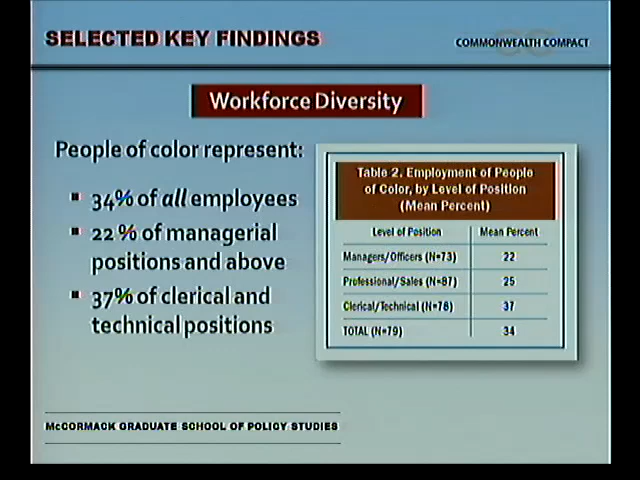 SELECTED KEY FINDINGS
COMMONWEALTH COMPACT
Workforce Diversity
People of color represent:
▪ 34% of all employees
▪ 22 % of managerial
positions and above
▪ 37% of clerical and
technical positions
Table 2. Employment of People
of Color, by Level of Position
(Mean Percent)
Level of Position Mean Percent
Managers/Officers (N=73) 22
Professional/Sales (N=87) 25
Clerical/Technical (N=78) 37
TOTAL (N=79) 34
McCORMACK GRADUATE SCHOOL OF POLICY STUDIES